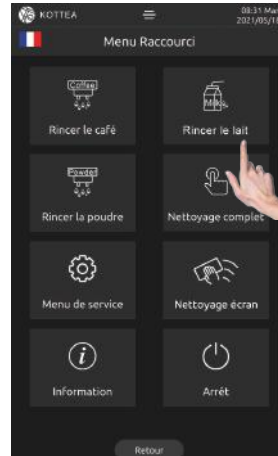 KOTTEA
08:31 Mar
2021/05/18
Menu Raccourci
Coffee
Milk
Rincer le café
Rincer le lait
Powder
Rincer la poudre
Nettoyage complet
Menu de service
Nettoyage écran
i
Information
Arrêt
Retour